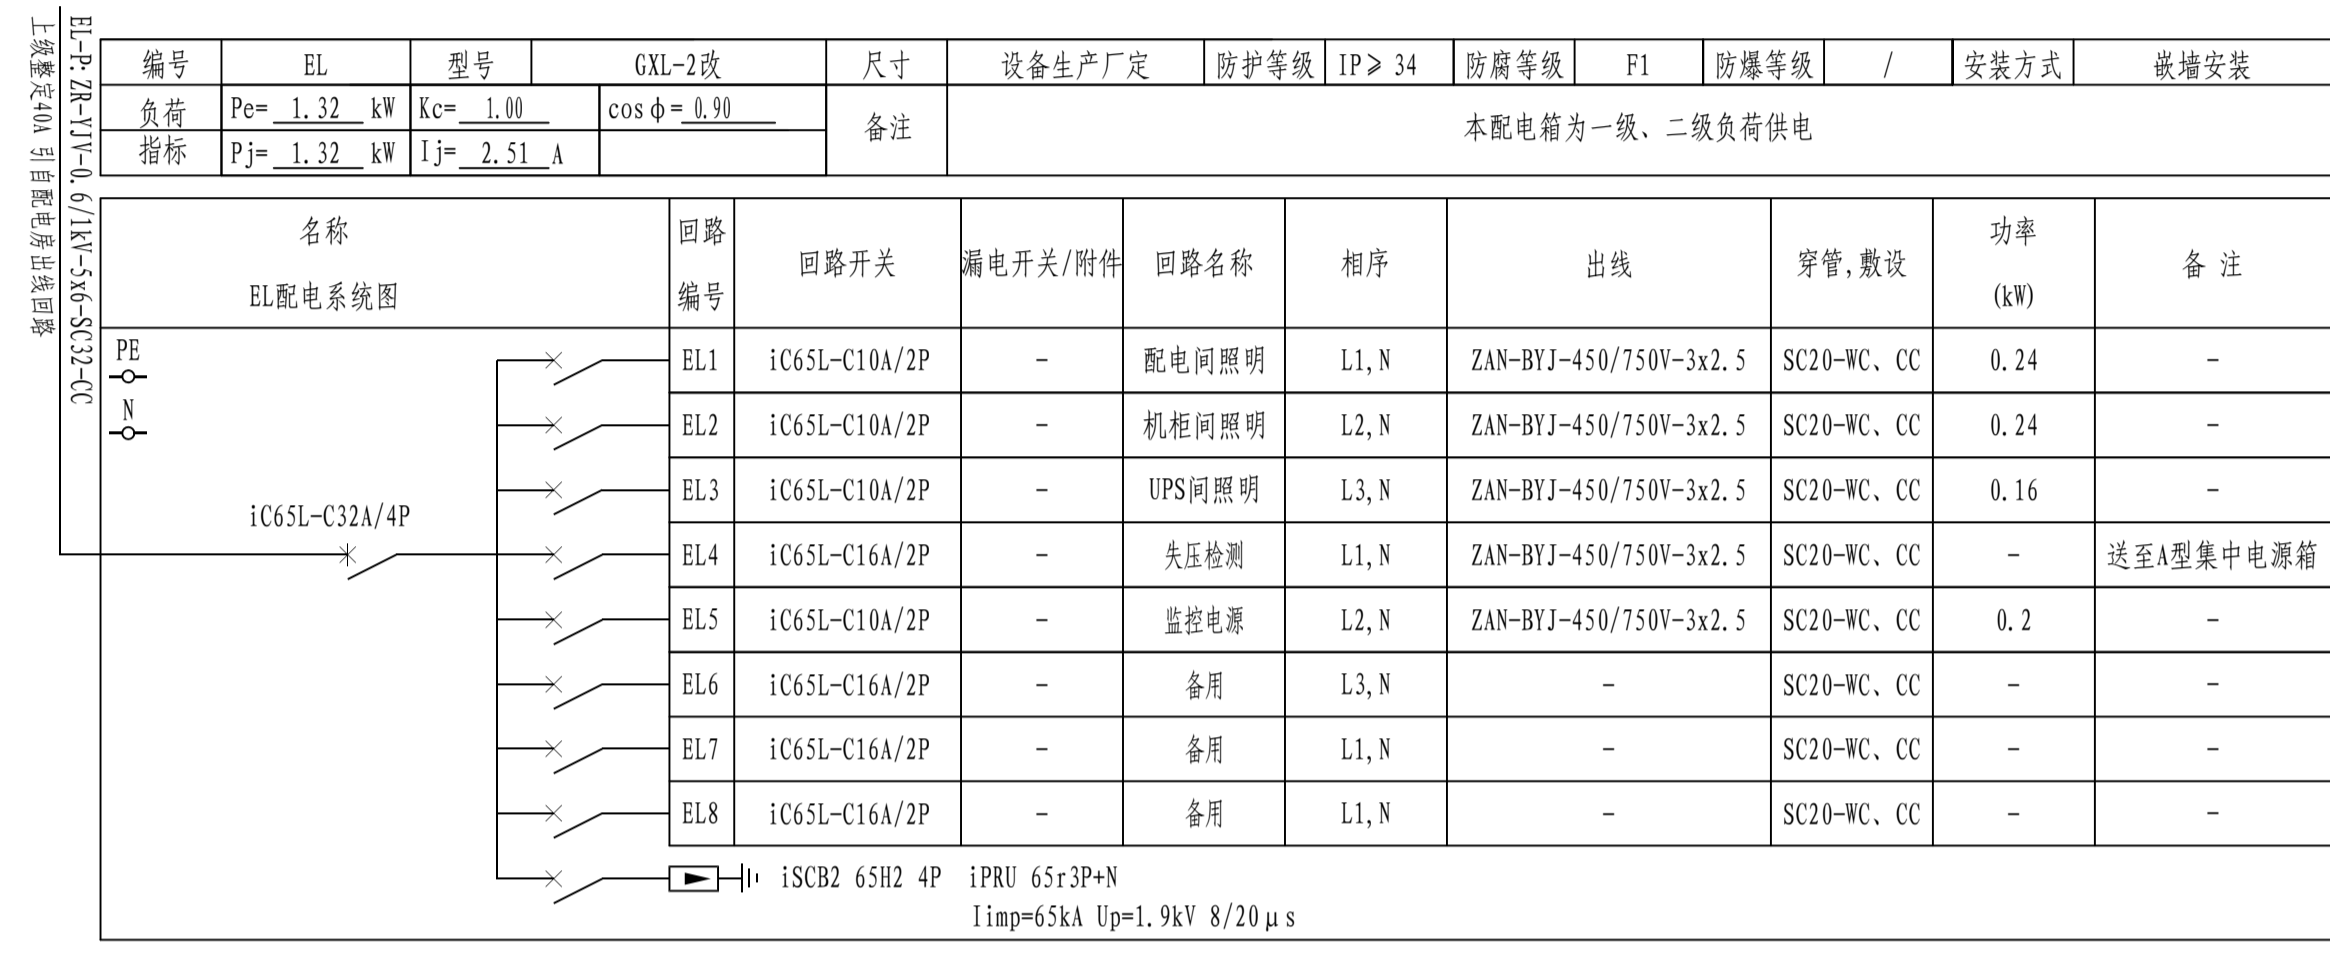 上级整定40A 引自配电房出线回路
EL-P:ZR-YJV-0.6/1kV-5x6-SC32-CC
编号 EL 型号 GXL-2改 尺寸 设备生产厂定 防护等级 IP≥ 34 防腐等级 F1 防爆等级 / 安装方式 嵌墙安装
负荷 Pe= 1.32 kW Kc= 1.00 cosφ= 0.90 备注 本配电箱为一级、二级负荷供电
指标 Pj= 1.32 kW Ij= 2.51 A
名称 回路 回路开关 漏电开关/附件 回路名称 相序 出线 穿管,敷设 功率 备 注
EL配电系统图 编号 (kW)
PE
N
iC65L-C32A/4P
EL1 iC65L-C10A/2P - 配电间照明 L1,N ZAN-BYJ-450/750V-3x2.5 SC20-WC、CC 0.24 -
EL2 iC65L-C10A/2P - 机柜间照明 L2,N ZAN-BYJ-450/750V-3x2.5 SC20-WC、CC 0.24 -
EL3 iC65L-C10A/2P - UPS间照明 L3,N ZAN-BYJ-450/750V-3x2.5 SC20-WC、CC 0.16 -
EL4 iC65L-C16A/2P - 失压检测 L1,N ZAN-BYJ-450/750V-3x2.5 SC20-WC、CC - 送至A型集中电源箱
EL5 iC65L-C10A/2P - 监控电源 L2,N ZAN-BYJ-450/750V-3x2.5 SC20-WC、CC 0.2 -
EL6 iC65L-C16A/2P - 备用 L3,N - SC20-WC、CC - -
EL7 iC65L-C16A/2P - 备用 L1,N - SC20-WC、CC - -
EL8 iC65L-C16A/2P - 备用 L1,N - SC20-WC、CC - -
iSCB2 65H2 4P iPRU 65r3P+N
Iimp=65kA Up=1.9kV 8/20μs